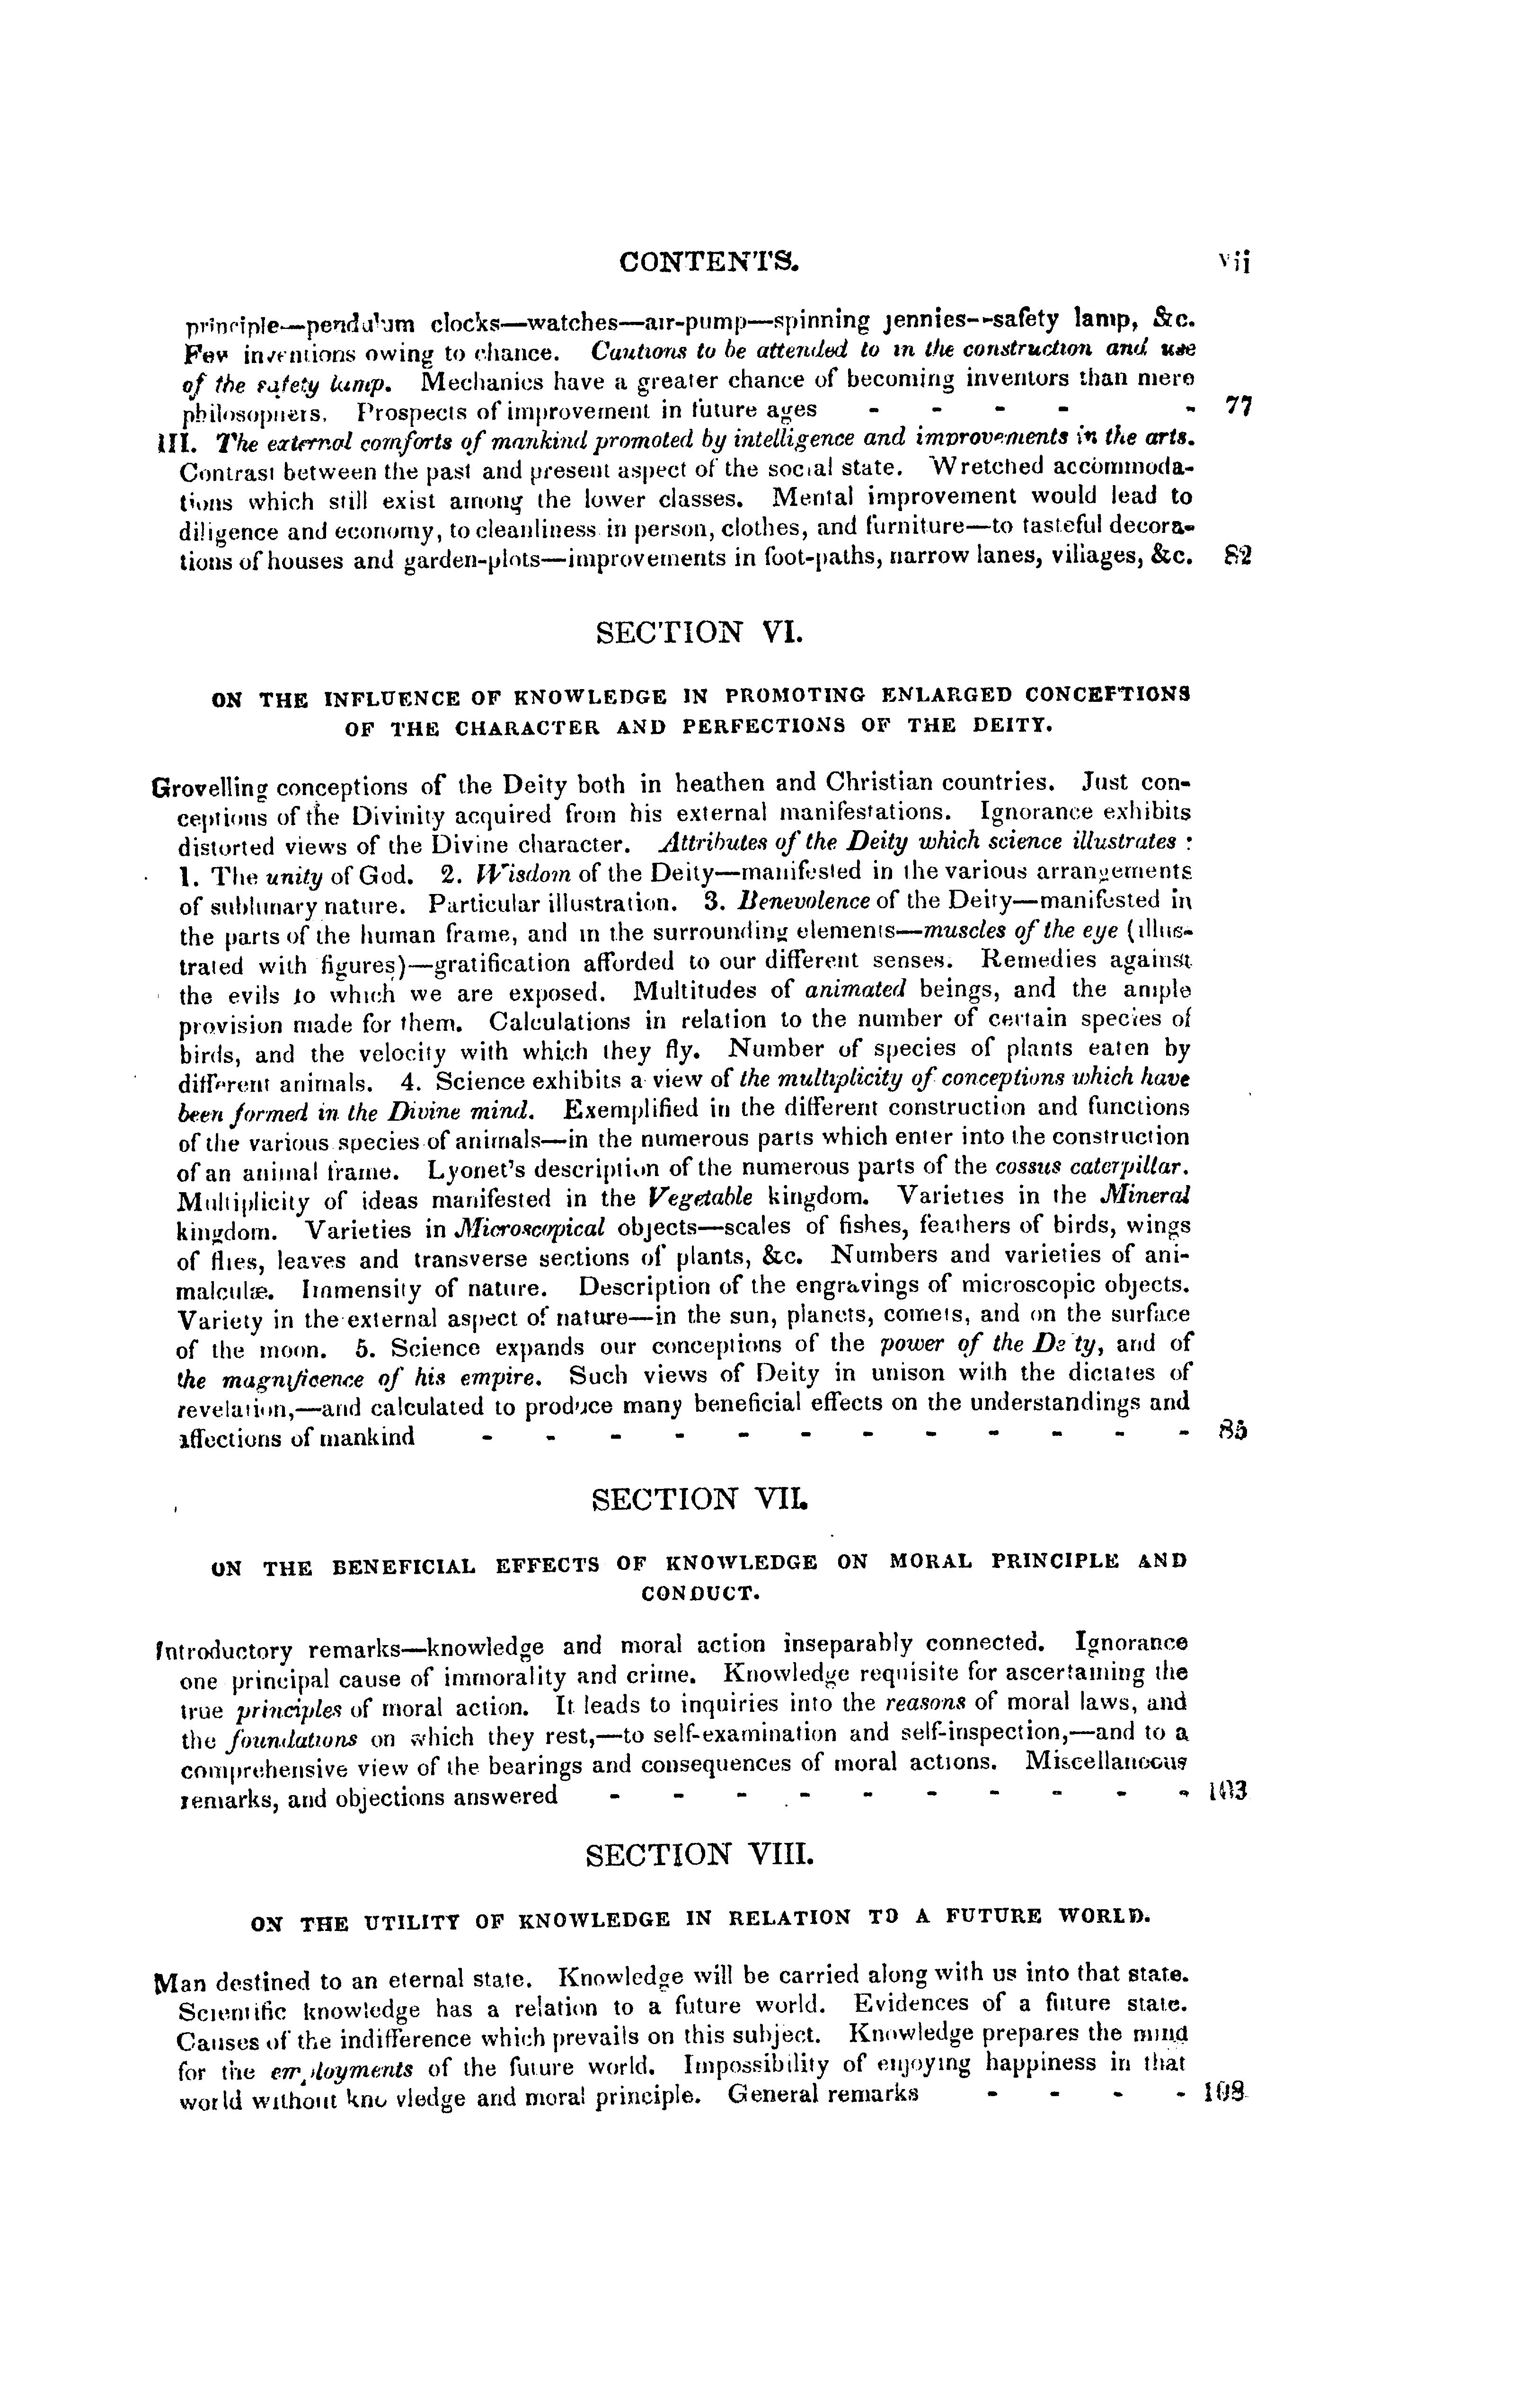 CONTENTS. vii
principle—pendulum clocks—watches—air-pump—spinning jennies—safety lamp, &c.
Few inventions owing to chance. Cautions to be attended to in the construction and use
of the safety lamp. Mechanics have a greater chance of becoming inventors than mere
philosophers. Prospects of improvement in future ages - - - - - 77
III. The external comforts of mankind promoted by intelligence and improvements in the arts.
Contrast between the past and present aspect of the social state. Wretched accommoda-
tions which still exist among the lower classes. Mental improvement would lead to
diligence and economy, to cleanliness in person, clothes, and furniture—to tasteful decora-
tions of houses and garden-plots—improvements in foot-paths, narrow lanes, villages, &c. 82
SECTION VI.
ON THE INFLUENCE OF KNOWLEDGE IN PROMOTING ENLARGED CONCEPTIONS
OF THE CHARACTER AND PERFECTIONS OF THE DEITY.
Grovelling conceptions of the Deity both in heathen and Christian countries. Just con-
ceptions of the Divinity acquired from his external manifestations. Ignorance exhibits
distorted views of the Divine character. Attributes of the Deity which science illustrates :
1. The unity of God. 2. Wisdom of the Deity—manifested in the various arrangements
of sublunary nature. Particular illustration. 3. Benevolence of the Deity—manifested in
the parts of the human frame, and in the surrounding elements—muscles of the eye (illus-
trated with figures)—gratification afforded to our different senses. Remedies against
the evils to which we are exposed. Multitudes of animated beings, and the ample
provision made for them. Calculations in relation to the number of certain species of
birds, and the velocity with which they fly. Number of species of plants eaten by
different animals. 4. Science exhibits a view of the multiplicity of conceptions which have
been formed in the Divine mind. Exemplified in the different construction and functions
of the various species of animals—in the numerous parts which enter into the construction
of an animal frame. Lyonet's description of the numerous parts of the cossus caterpillar.
Multiplicity of ideas manifested in the Vegetable kingdom. Varieties in the Mineral
kingdom. Varieties in Microscopical objects—scales of fishes, feathers of birds, wings
of flies, leaves and transverse sections of plants, &c. Numbers and varieties of ani-
malculæ. Immensity of nature. Description of the engravings of microscopic objects.
Variety in the external aspect of nature—in the sun, planets, comets, and on the surface
of the moon. 5. Science expands our conceptions of the power of the Deity, and of
the magnificence of his empire. Such views of Deity in unison with the dictates of
revelation,—and calculated to produce many beneficial effects on the understandings and
affections of mankind - - - - - - - - - - - - 85
SECTION VII.
ON THE BENEFICIAL EFFECTS OF KNOWLEDGE ON MORAL PRINCIPLE AND
CONDUCT.
Introductory remarks—knowledge and moral action inseparably connected. Ignorance
one principal cause of immorality and crime. Knowledge requisite for ascertaining the
true principles of moral action. It leads to inquiries into the reasons of moral laws, and
the foundations on which they rest,—to self-examination and self-inspection,—and to a
comprehensive view of the bearings and consequences of moral actions. Miscellaneous
remarks, and objections answered - - - - - - - - - - 103
SECTION VIII.
ON THE UTILITY OF KNOWLEDGE IN RELATION TO A FUTURE WORLD.
Man destined to an eternal state. Knowledge will be carried along with us into that state.
Scientific knowledge has a relation to a future world. Evidences of a future state.
Causes of the indifference which prevails on this subject. Knowledge prepares the mind
for the employments of the future world. Impossibility of enjoying happiness in that
world without knowledge and moral principle. General remarks - - - - 108